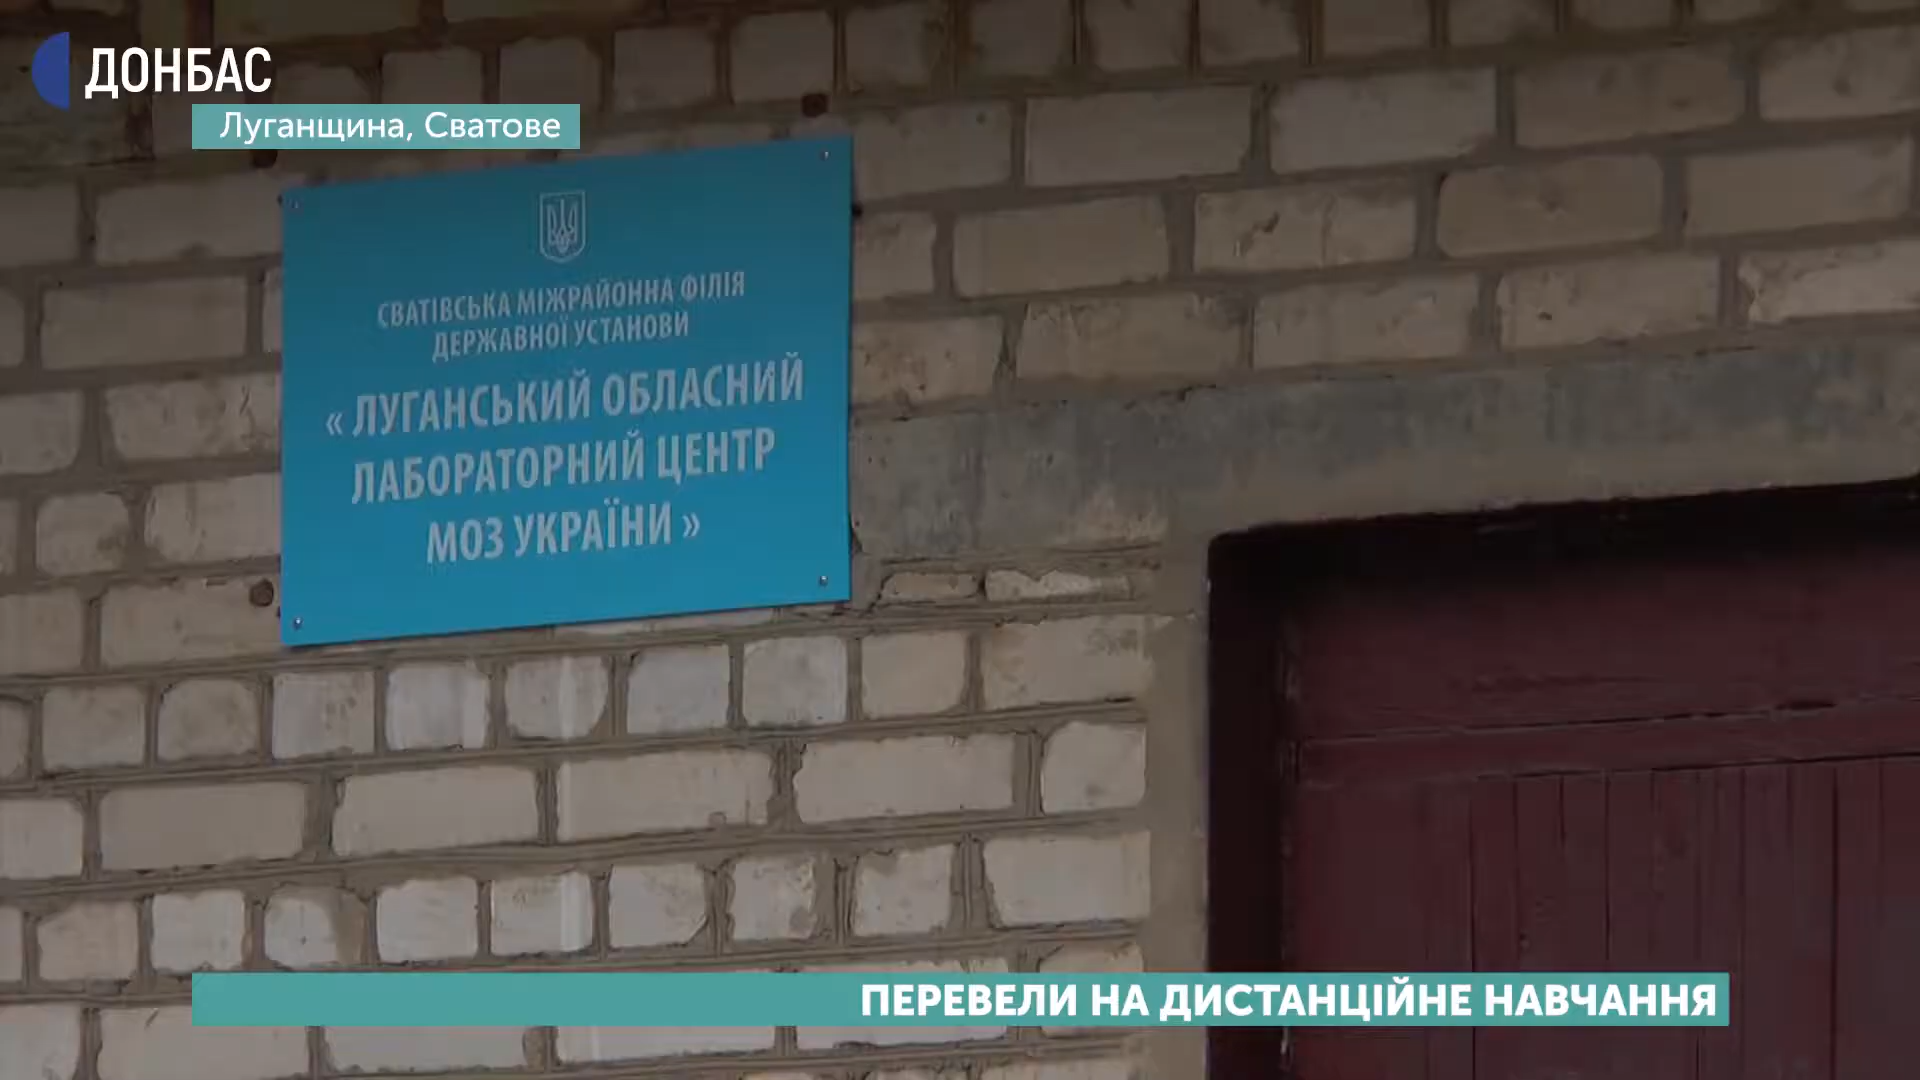 ДОНБАС
Луганщина, Сватове
СВАТІВСЬКА МІЖРАЙОННА ФІЛІЯ
ДЕРЖАВНОЇ УСТАНОВИ
« ЛУГАНСЬКИЙ ОБЛАСНИЙ
ЛАБОРАТОРНИЙ ЦЕНТР
МОЗ УКРАЇНИ »
ПЕРЕВЕЛИ НА ДИСТАНЦІЙНЕ НАВЧАННЯ